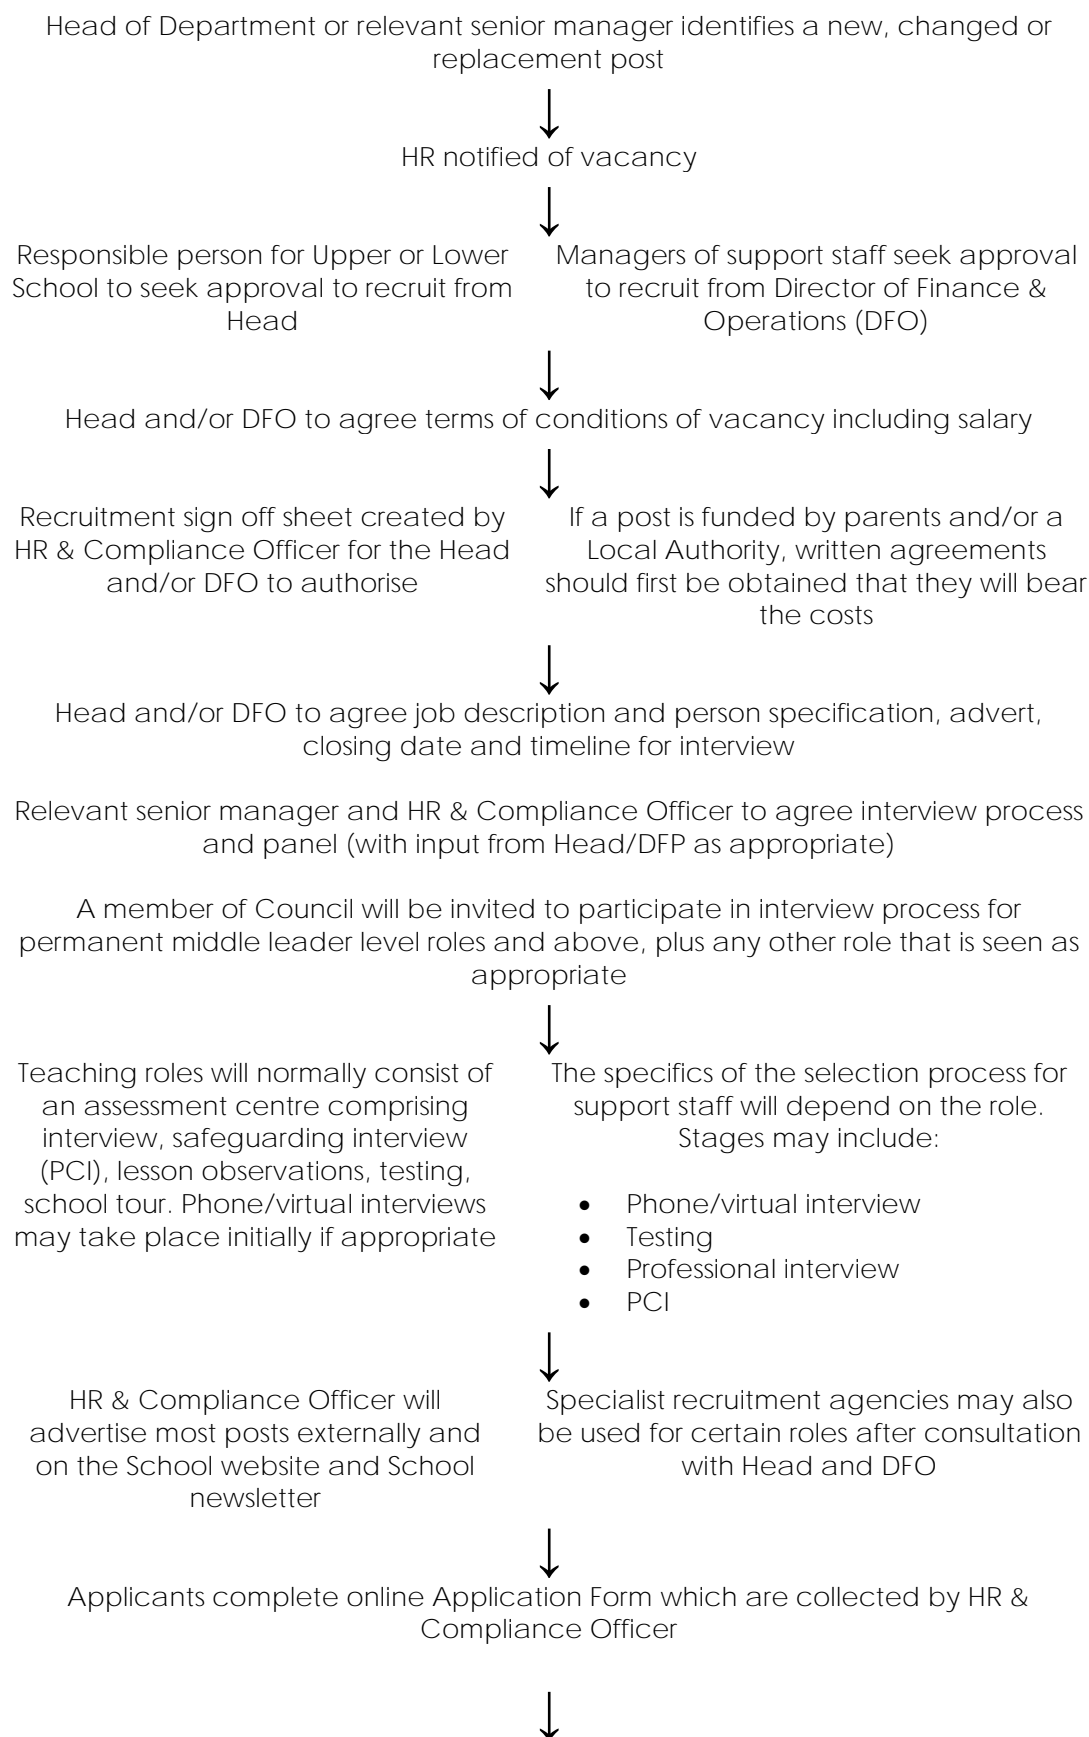 Head of Department or relevant senior manager identifies a new, changed or
replacement post
HR notified of vacancy
Responsible person for Upper or Lower
School to seek approval to recruit from
Head
Managers of support staff seek approval
to recruit from Director of Finance &
Operations (DFO)
Head and/or DFO to agree terms of conditions of vacancy including salary
Recruitment sign off sheet created by
HR & Compliance Officer for the Head
and/or DFO to authorise
If a post is funded by parents and/or a
Local Authority, written agreements
should first be obtained that they will bear
the costs
Head and/or DFO to agree job description and person specification, advert,
closing date and timeline for interview
Relevant senior manager and HR & Compliance Officer to agree interview process
and panel (with input from Head/DFP as appropriate)
A member of Council will be invited to participate in interview process for
permanent middle leader level roles and above, plus any other role that is seen as
appropriate
Teaching roles will normally consist of
an assessment centre comprising
interview, safeguarding interview
(PCI), lesson observations, testing,
school tour. Phone/virtual interviews
may take place initially if appropriate
The specifics of the selection process for
support staff will depend on the role.
Stages may include:
• Phone/virtual interview
• Testing
• Professional interview
• PCI
HR & Compliance Officer will
advertise most posts externally and
on the School website and School
newsletter
Specialist recruitment agencies may also
be used for certain roles after consultation
with Head and DFO
Applicants complete online Application Form which are collected by HR &
Compliance Officer